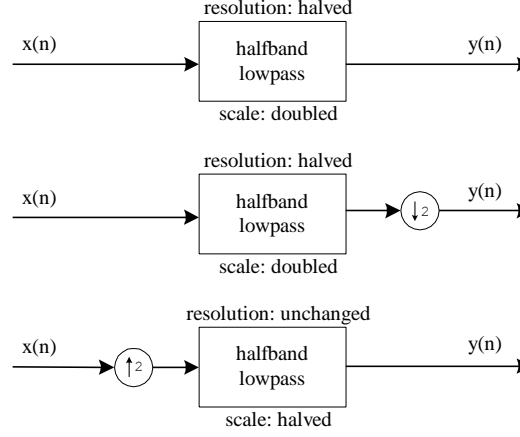 resolution: halved
x(n)
halfband
lowpass
y(n)
scale: doubled
resolution: halved
x(n)
halfband
lowpass
↓2
y(n)
scale: doubled
resolution: unchanged
x(n)
↑2
halfband
lowpass
y(n)
scale: halved